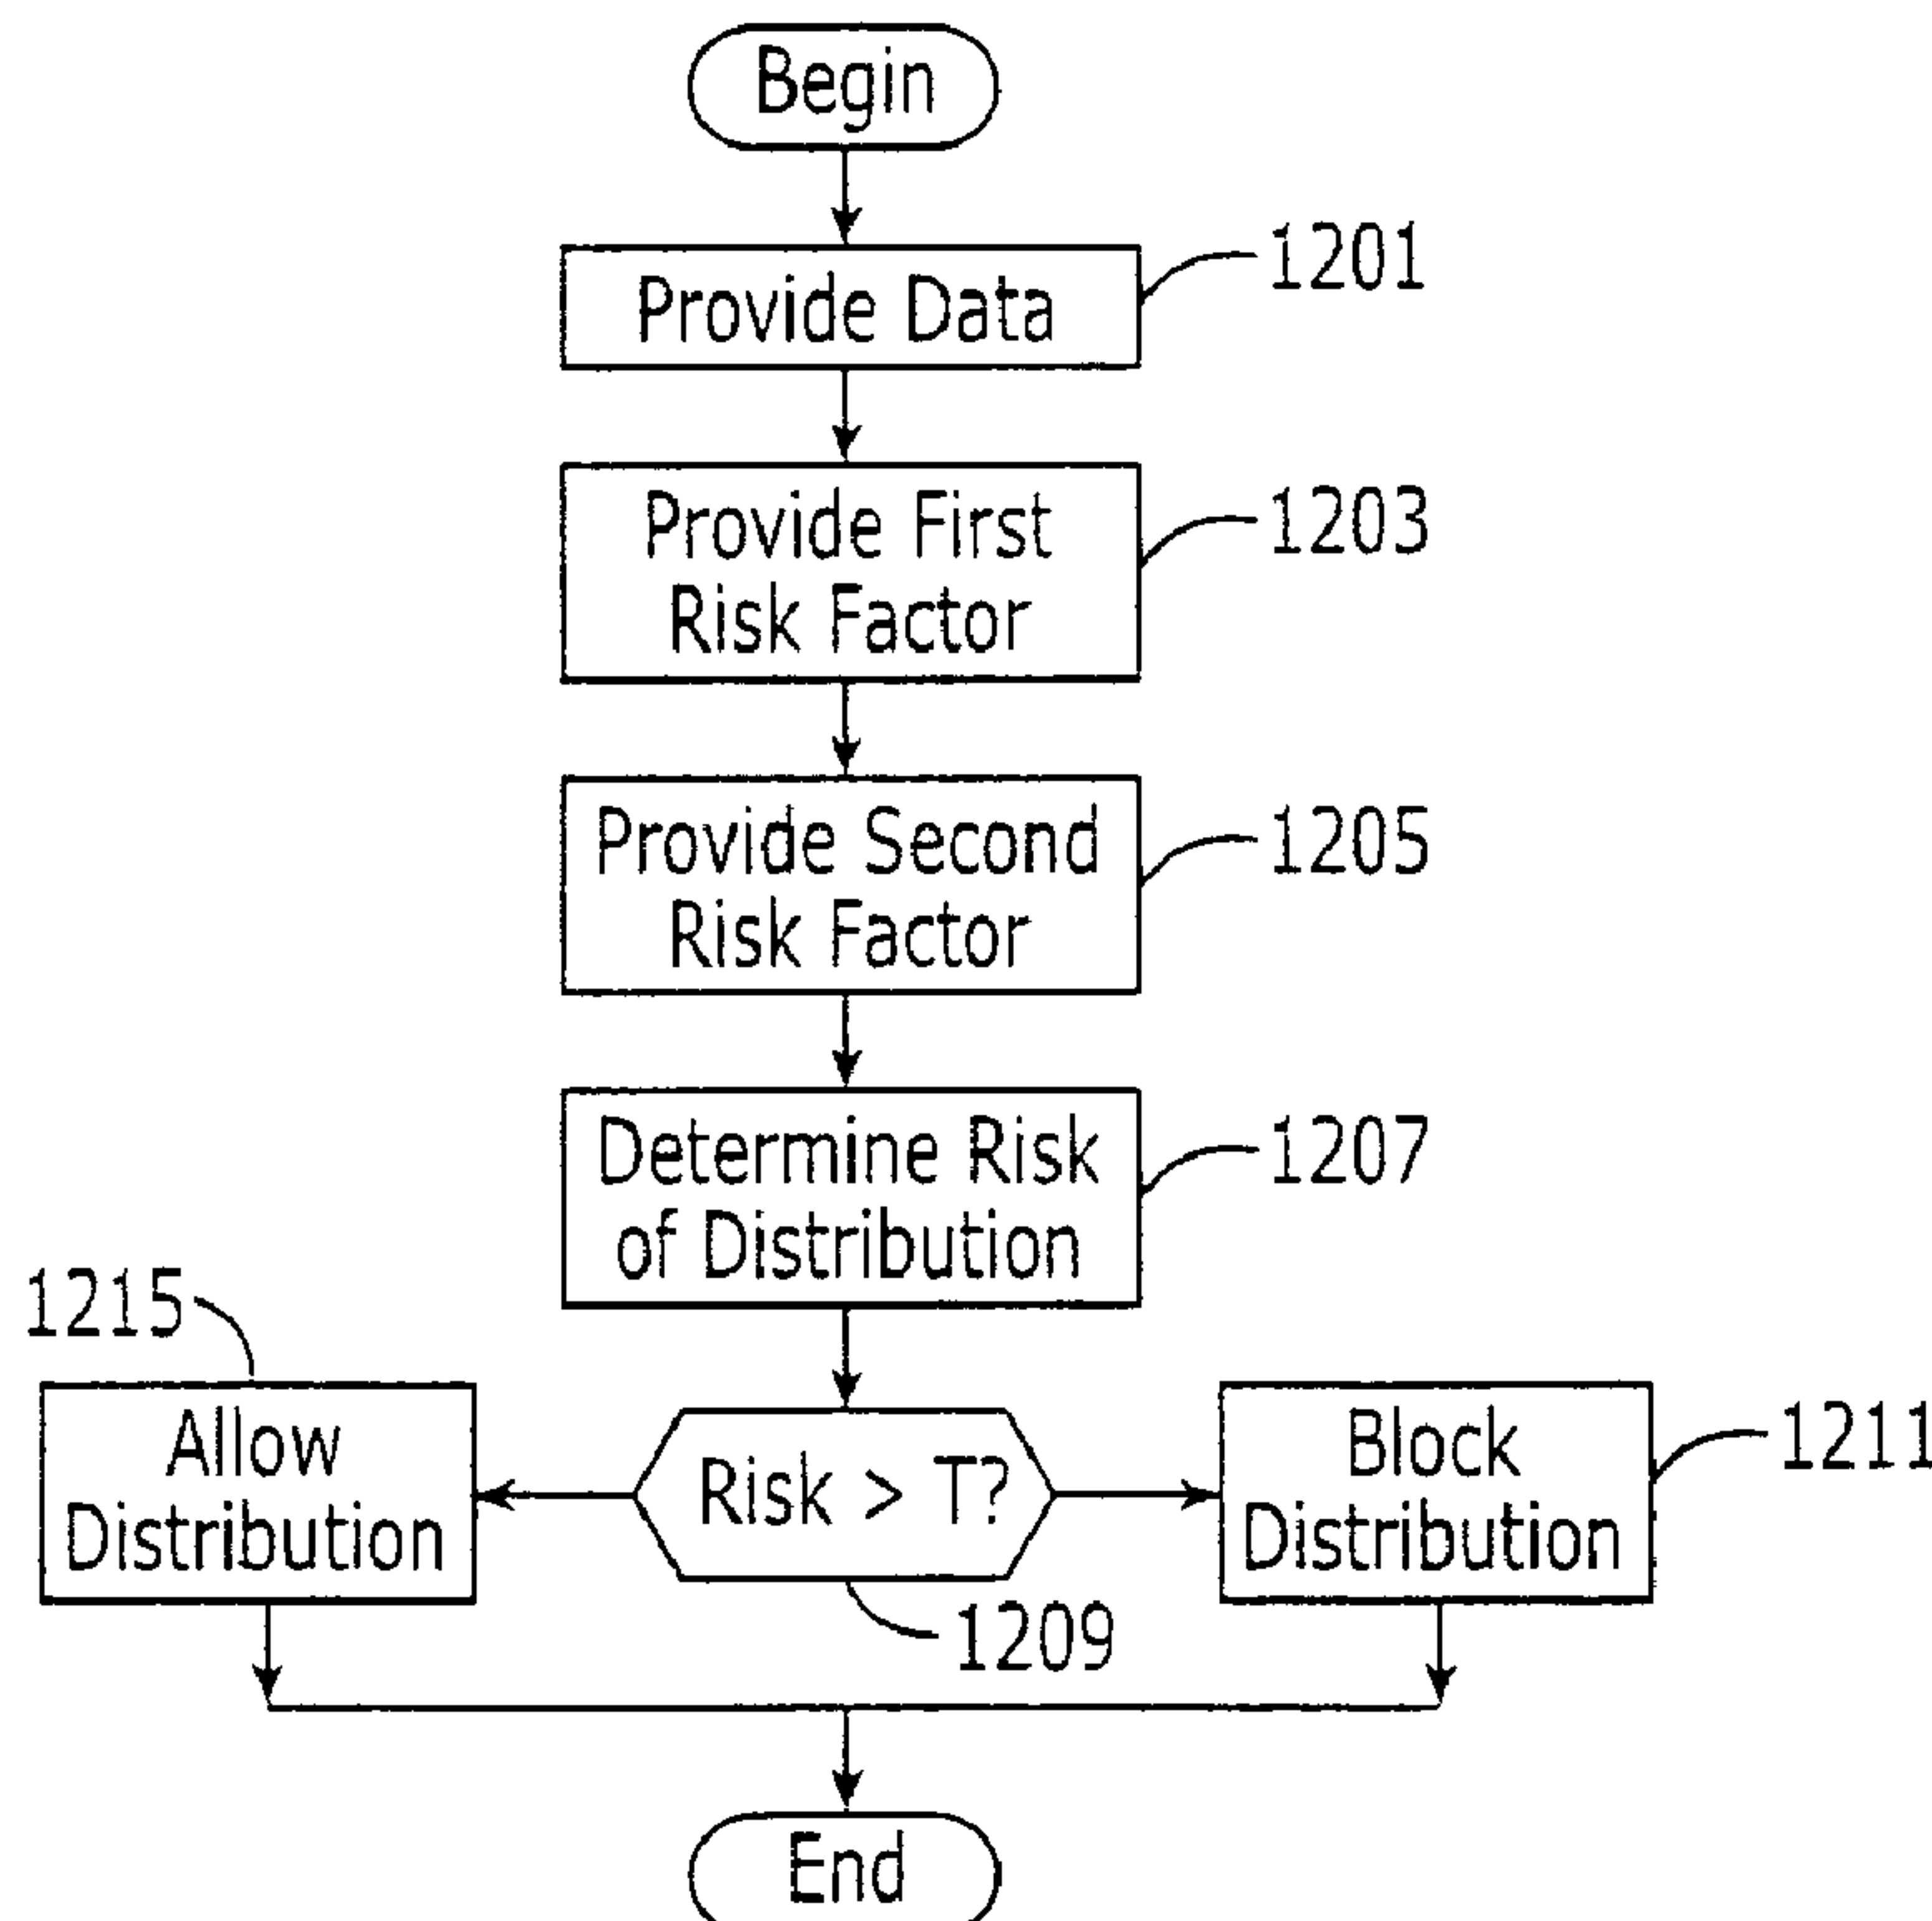 Begin
Provide Data
1201
Provide First
Risk Factor
1203
Provide Second
Risk Factor
1205
Determine Risk
of Distribution
1207
1215
Allow
Distribution
Risk > T?
1209
Block
Distribution
1211
End